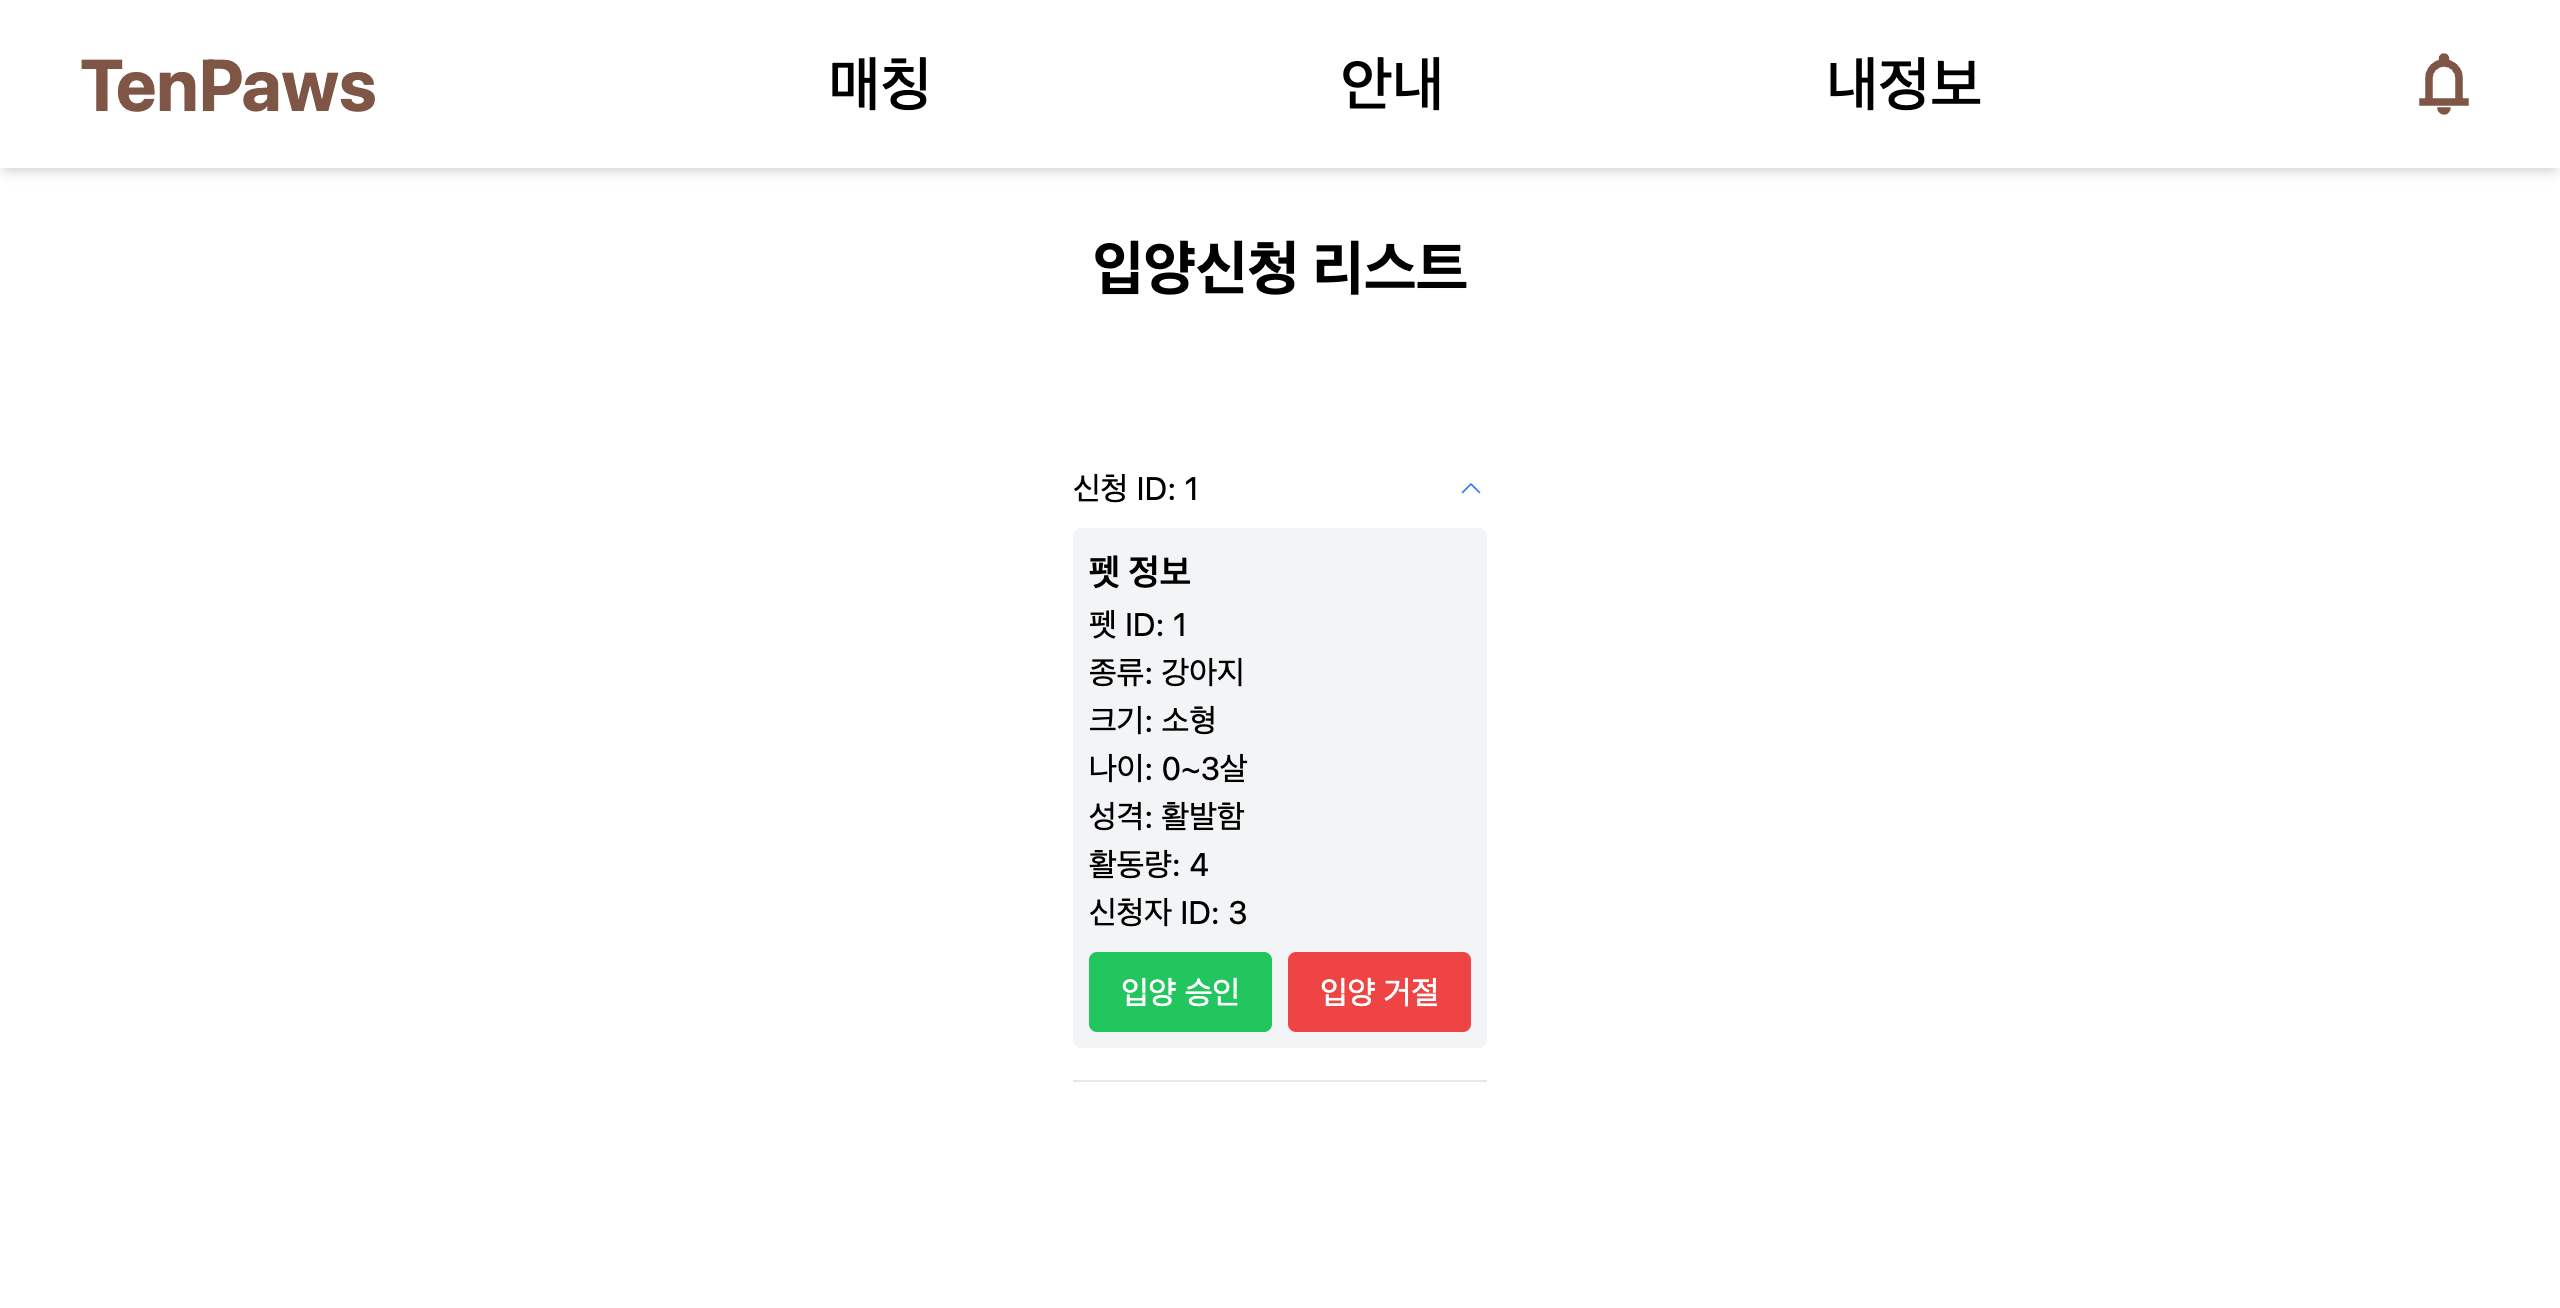 TenPaws 매칭 안내 내정보
입양신청 리스트
신청 ID: 1
펫 정보
펫 ID: 1
종류: 강아지
크기: 소형
나이: 0~3살
성격: 활발함
활동량: 4
신청자 ID: 3
입양 승인 입양 거절